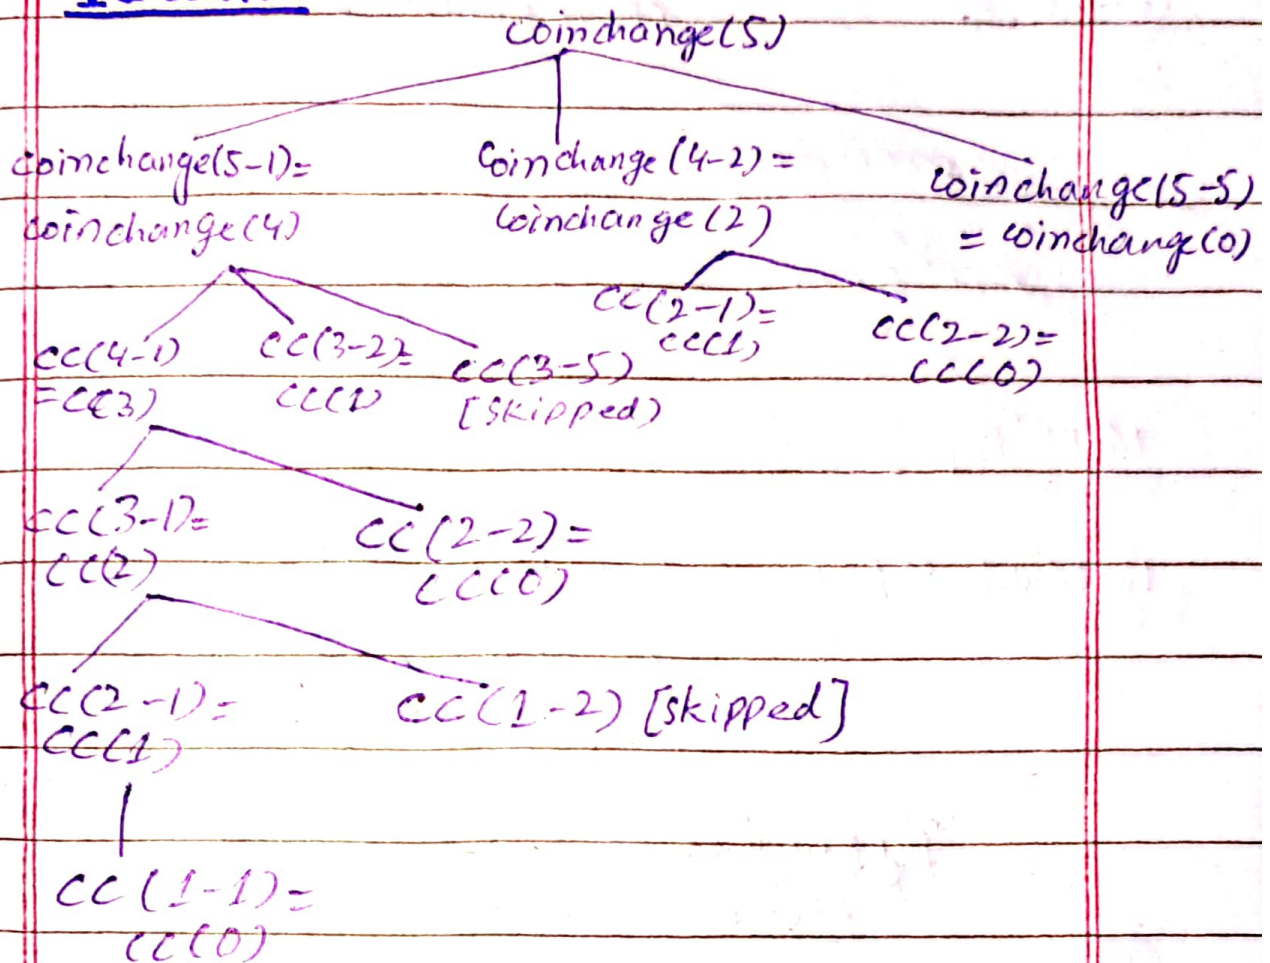 coinchange(5)
coinchange(5-1)=
coinchange(4)
Coinchange (4-2)=
Coinchange (2)
Coinchange(5-5)
= coinchange(0)
CC(4-1)
=CC(3)
CC(3-2)=
CC(1)
CC(3-5)
[skipped)
CC(2-1)=
CC(1)
CC(2-2)=
CC(0)
CC(3-1)=
CC(2)
CC(2-2)=
CC(0)
CC(2-1)=
CC(1)
CC(1-2) [skipped]
CC(1-1)=
CC(0)